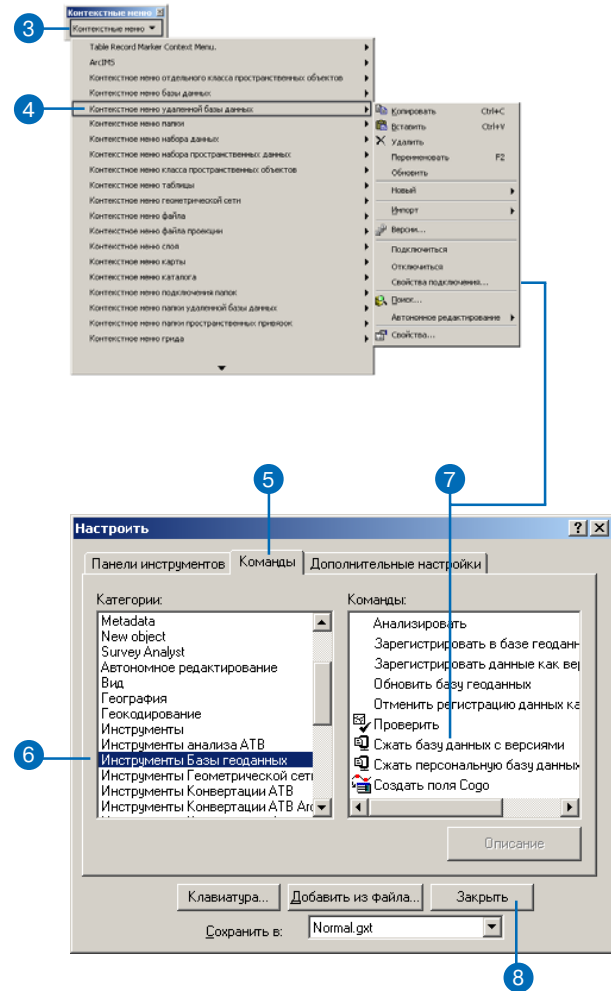 Контекстные меню
3
Контекстные меню
Table Record Marker Context Menu.
ArcIMS
Контекстное меню отдельного класса пространственных объектов
Контекстное меню базы данных
4
Контекстное меню удаленной базы данных
Контекстное меню папки
Контекстное меню набора данных
Контекстное меню набора пространственных данных
Контекстное меню класса пространственных объектов
Контекстное меню таблицы
Контекстное меню геометрической сети
Контекстное меню файла
Контекстное меню файла проекции
Контекстное меню слоя
Контекстное меню карты
Контекстное меню каталога
Контекстное меню подключения папок
Контекстное меню папки удаленной базы данных
Контекстное меню папки пространственных привязок
Контекстное меню грида
Копировать Ctrl+C
Вставить Ctrl+V
Удалить
Переименовать F2
Обновить
Новый
Импорт
Версии...
Подключиться
Отключиться
Свойства подключения...
Поиск...
Автономное редактирование
Свойства...
5
7
Настроить
Панели инструментов Команды Дополнительные настройки
Категории:
Metadata
New object
Survey Analyst
Автономное редактирование
Вид
География
Геокодирование
Инструменты
Инструменты анализа АТВ
6
Инструменты Базы геоданных
Инструменты Геометрической сети
Инструменты Конвертации АТВ
Инструменты Конвертации АТВ Arc
Команды:
Анализировать
Зарегистрировать в базе геоданн
Зарегистрировать данные как вер
Обновить базу геоданных
Отменить регистрацию данных ка
Проверить
Сжать базу данных с версиями
Сжать персональную базу данных
Создать поля Cogo
Описание
Клавиатура... Добавить из файла... Закрыть
Сохранить в: Normal.gxt
8